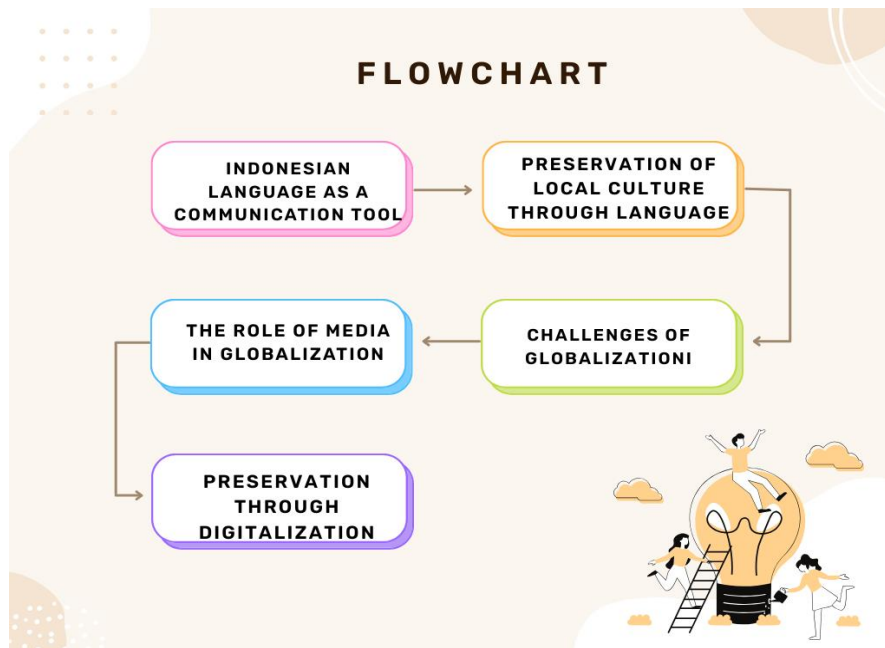 FLOWCHART
INDONESIAN
LANGUAGE AS A
COMMUNICATION TOOL
PRESERVATION OF
LOCAL CULTURE
THROUGH LANGUAGE
CHALLENGES OF
GLOBALIZATIONI
THE ROLE OF MEDIA
IN GLOBALIZATION
PRESERVATION
THROUGH
DIGITALIZATION